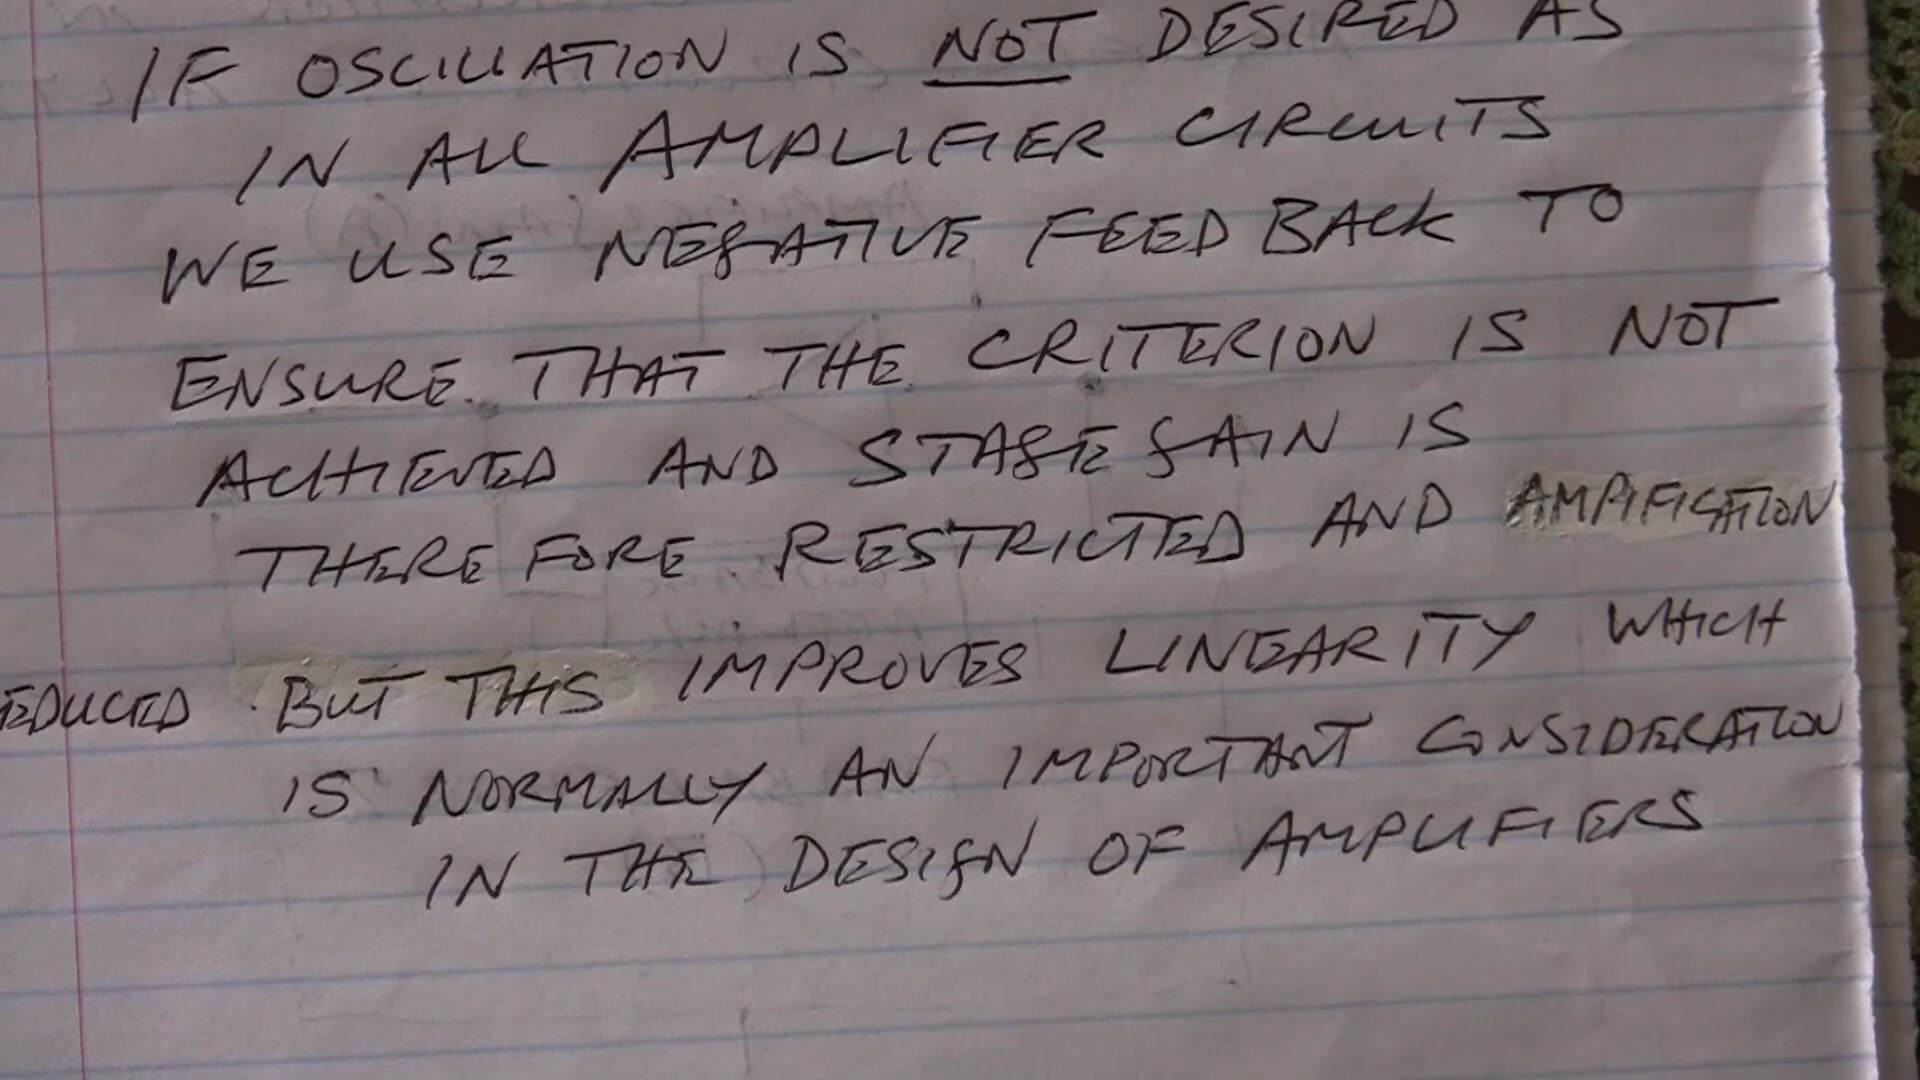 IF OSCILLATION IS NOT DESIRED AS
IN ALL AMPLIFIER CIRCUITS
WE USE NEGATIVE FEEDBACK TO
ENSURE THAT THE CRITERION IS NOT
ACHIEVED AND STAGE GAIN IS
THEREFORE RESTRICTED AND AMPIFICATION
EDUCED BUT THIS IMPROVES LINEARITY WHICH
IS NORMALLY AN IMPORTANT CONSIDERATION
IN THE DESIGN OF AMPLIFIERS